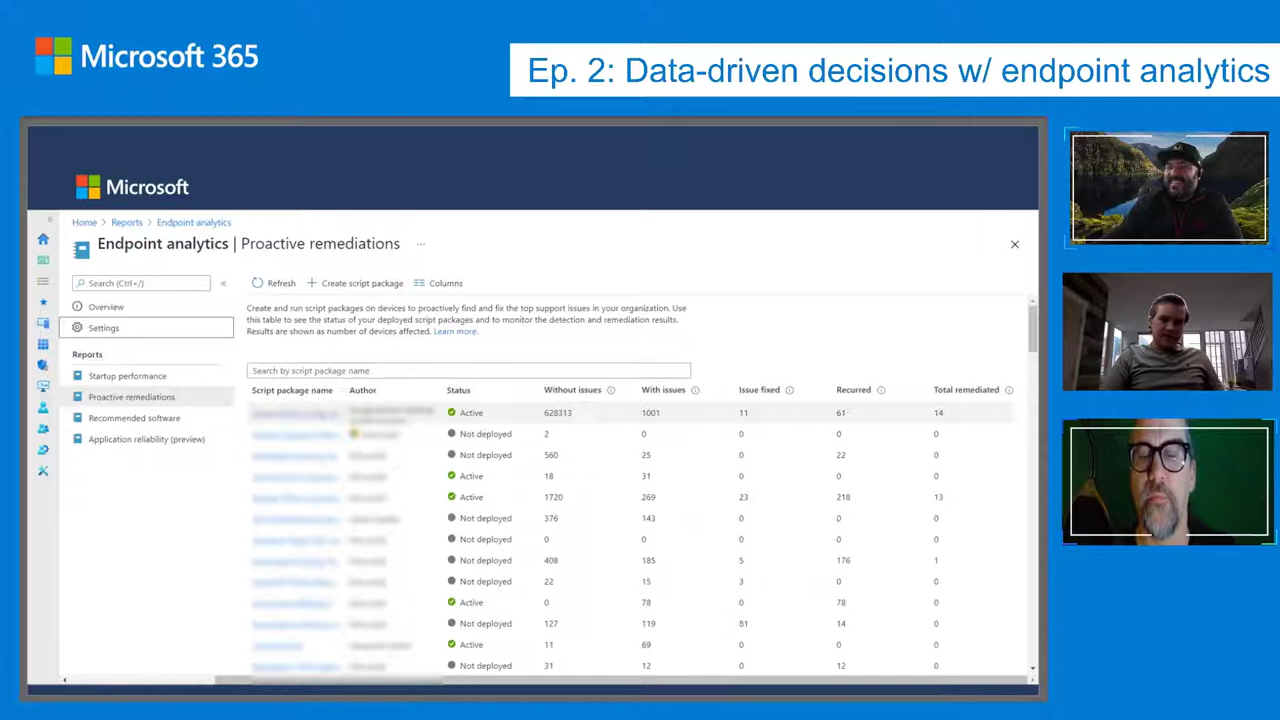 Microsoft 365
Ep. 2: Data-driven decisions w/ endpoint analytics
Microsoft
Home > Reports > Endpoint analytics
Endpoint analytics | Proactive remediations ...
Search (Ctrl+/)
Refresh + Create script package Columns
Overview
Settings
Reports
Startup performance
Proactive remediations
Recommended software
Application reliability (preview)
Create and run script packages on devices to proactively find and fix the top support issues in your organization. Use
this table to see the status of your deployed script packages and to monitor the detection and remediation results.
Results are shown as number of devices affected. Learn more.
Search by script package name
Script package name Author Status Without issues With issues Issue fixed Recurred Total remediated
Active 628313 1001 11 61 14
Not deployed 2 0 0 0 0
Not deployed 560 25 0 22 0
Active 18 31 0 0 0
Active 1720 269 23 218 13
Not deployed 376 143 0 0 0
Not deployed 0 0 0 0 0
Not deployed 408 185 5 176 1
Not deployed 22 15 3 0 0
Active 0 78 0 78 0
Not deployed 127 119 81 14 0
Active 11 69 0 0 0
Not deployed 31 12 0 12 0